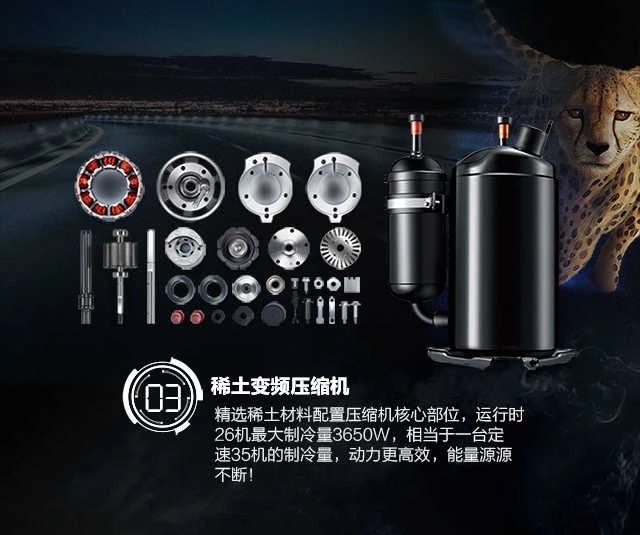 03
稀土变频压缩机
精选稀土材料配置压缩机核心部位，运行时
26机最大制冷量3650W，相当于一台定
速35机的制冷量，动力更高效，能量源源
不断！